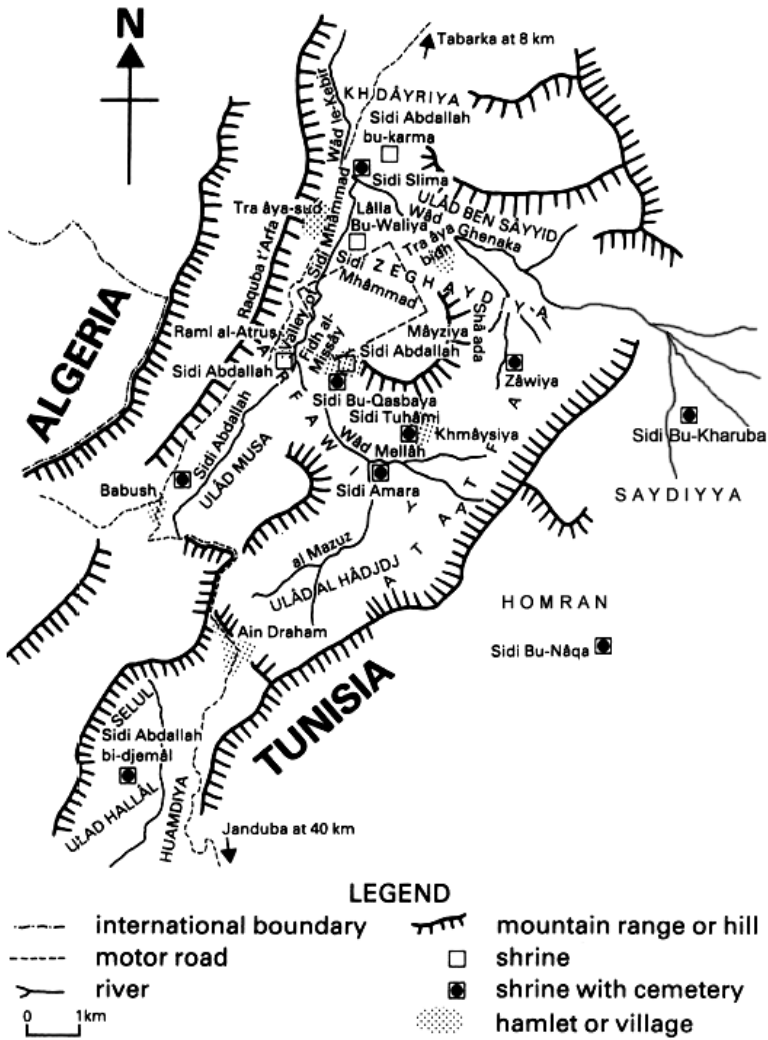 N
Tabarka at 8 km
KHDÂYRIYA
Sidi Abdallah
bu-karma
Wâd le-Kebir
Sidi Slima
ULÂD BEN SÂYYID
Tra âya-sud
Lâlla
Bu-Waliya
Wâd
Ghenaka
Tra âya
bidh
Valley of Sidi Mhâmmad
Raquba t'Arfa
Sidi
Mhâmmad
ZEGHAYDIYA
ALGERIA
Raml al-Atrus
Fidh al-
Missây
Mâyziya
Shâ ada
Sidi Abdallah
Sidi Abdallah
Zâwiya
Sidi Bu-Qasbaya
ARFAWIYA
Sidi Tuhâmi
Khmâysiya
Sidi Bu-Kharuba
Sidi Abdallah
ULÂD MUSA
Wâd
Mellâh
Babush
Sidi Amara
SAYDIYYA
ATATFA
al Mazuz
ULÂD AL HÂDJDJ
HOMRAN
Ain Draham
Sidi Bu-Nâqa
TUNISIA
SELUL
Sidi Abdallah
bi-djemâl
ULAD HALLÂL
HUAMDIYA
Janduba at 40 km
LEGEND
international boundary
motor road
river
0 1km
mountain range or hill
shrine
shrine with cemetery
hamlet or village